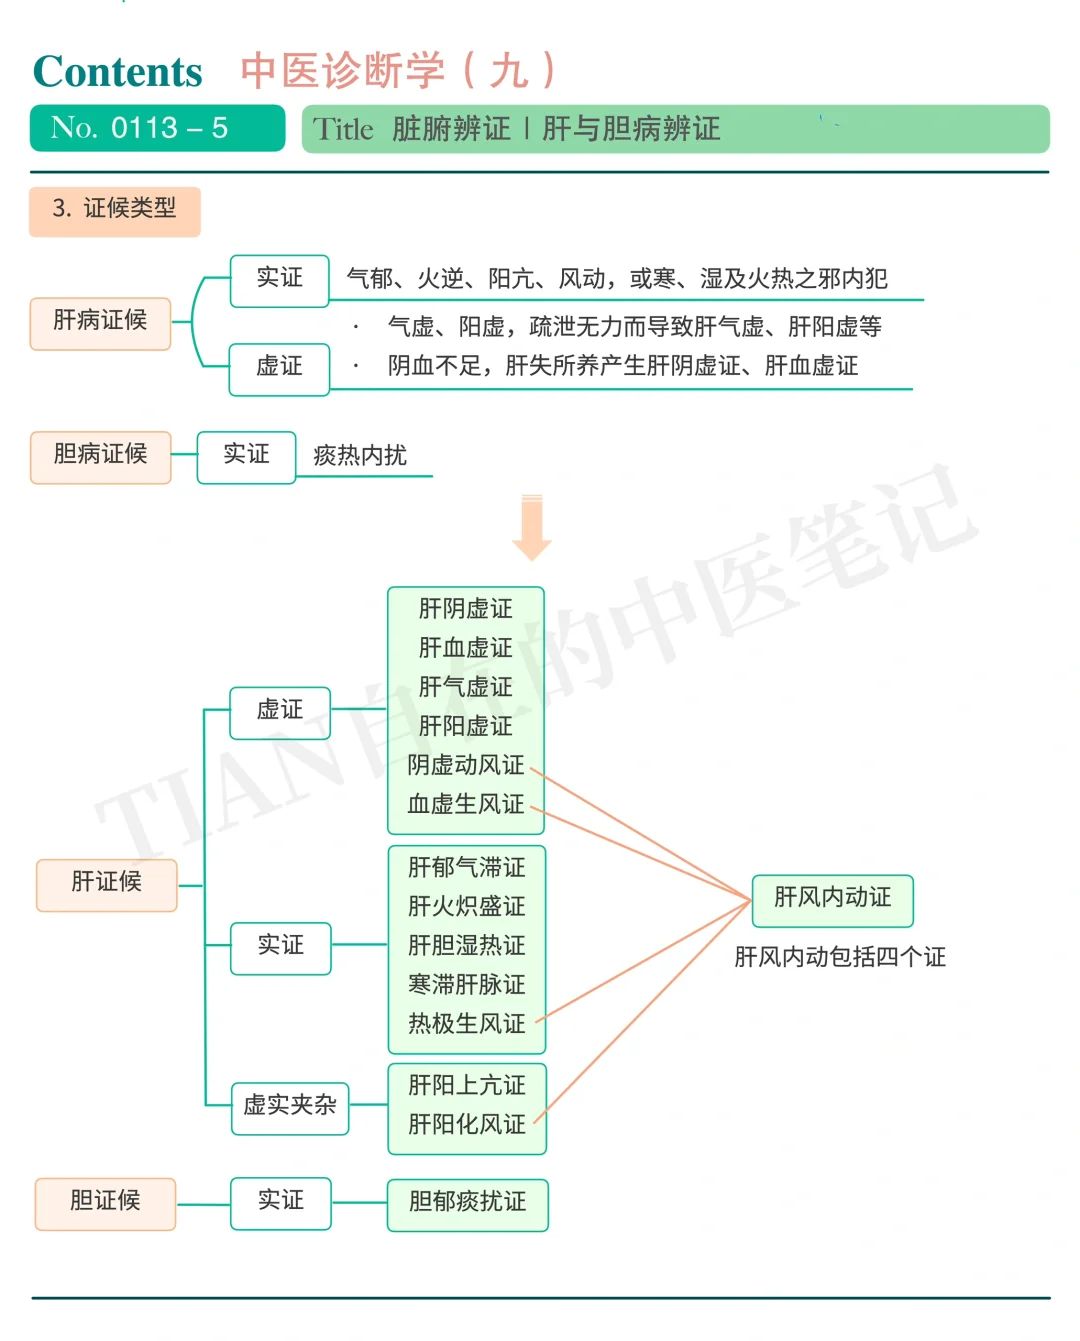 Contents 中医诊断学（九）
No. 0113 – 5
Title 脏腑辨证 | 肝与胆病辨证
3. 证候类型
肝病证候
实证
气郁、火逆、阳亢、风动，或寒、湿及火热之邪内犯
虚证
· 气虚、阳虚，疏泄无力而导致肝气虚、肝阳虚等
· 阴血不足，肝失所养产生肝阴虚证、肝血虚证
胆病证候
实证
痰热内扰
肝证候
虚证
肝阴虚证
肝血虚证
肝气虚证
肝阳虚证
阴虚动风证
血虚生风证
实证
肝郁气滞证
肝火炽盛证
肝胆湿热证
寒滞肝脉证
热极生风证
虚实夹杂
肝阳上亢证
肝阳化风证
肝风内动证
肝风内动包括四个证
胆证候
实证
胆郁痰扰证
TIAN自在的中医笔记